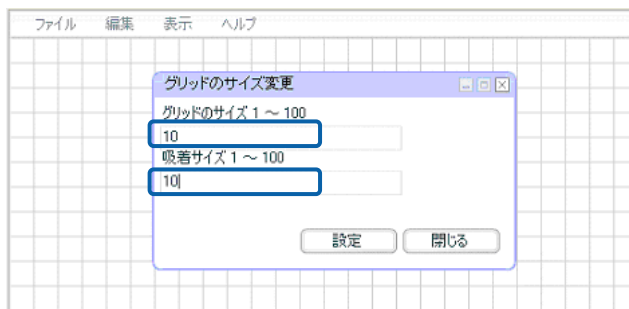 ファイル 編集 表示 ヘルプ
グリッドのサイズ変更
グリッドのサイズ 1 ～ 100
10
吸着サイズ 1 ～ 100
10
設定 閉じる